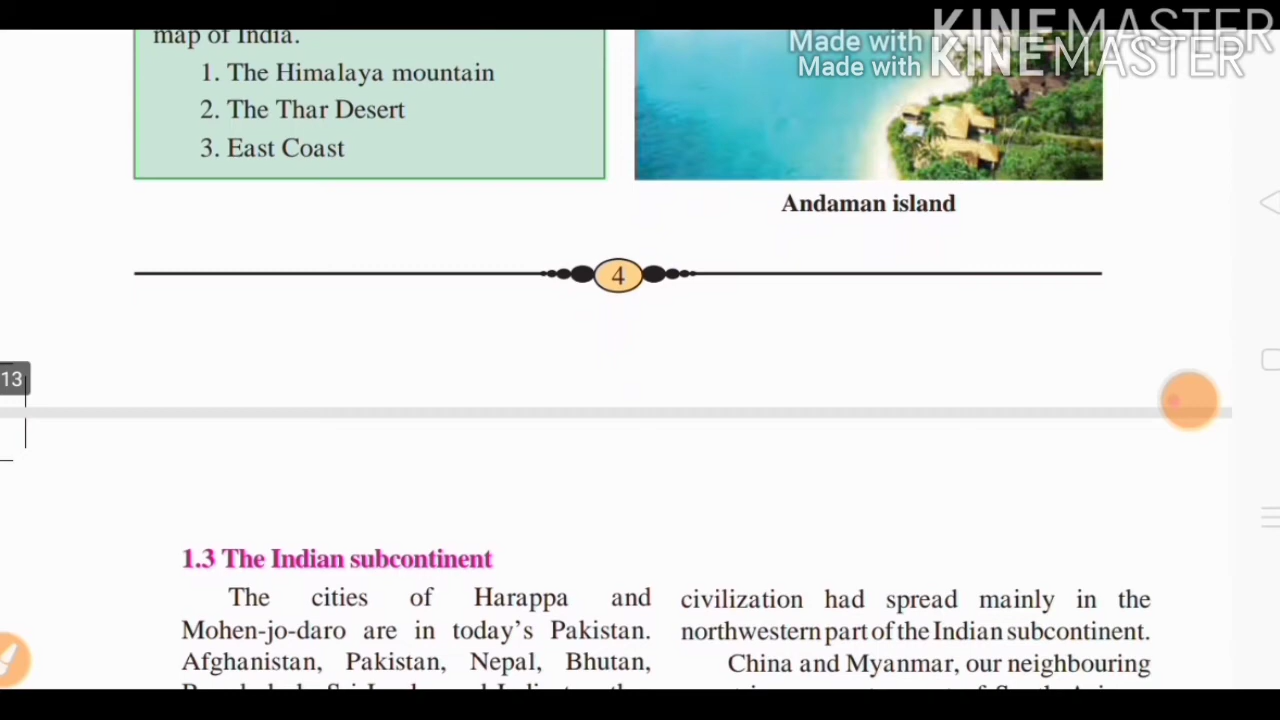 KINEMASTER
Made with
Made with KINEMASTER
map of India.
1. The Himalaya mountain
2. The Thar Desert
3. East Coast
Andaman island
4
13
1.3 The Indian subcontinent
The cities of Harappa and
Mohen-jo-daro are in today's Pakistan.
Afghanistan, Pakistan, Nepal, Bhutan,
civilization had spread mainly in the
northwestern part of the Indian subcontinent.
China and Myanmar, our neighbouring